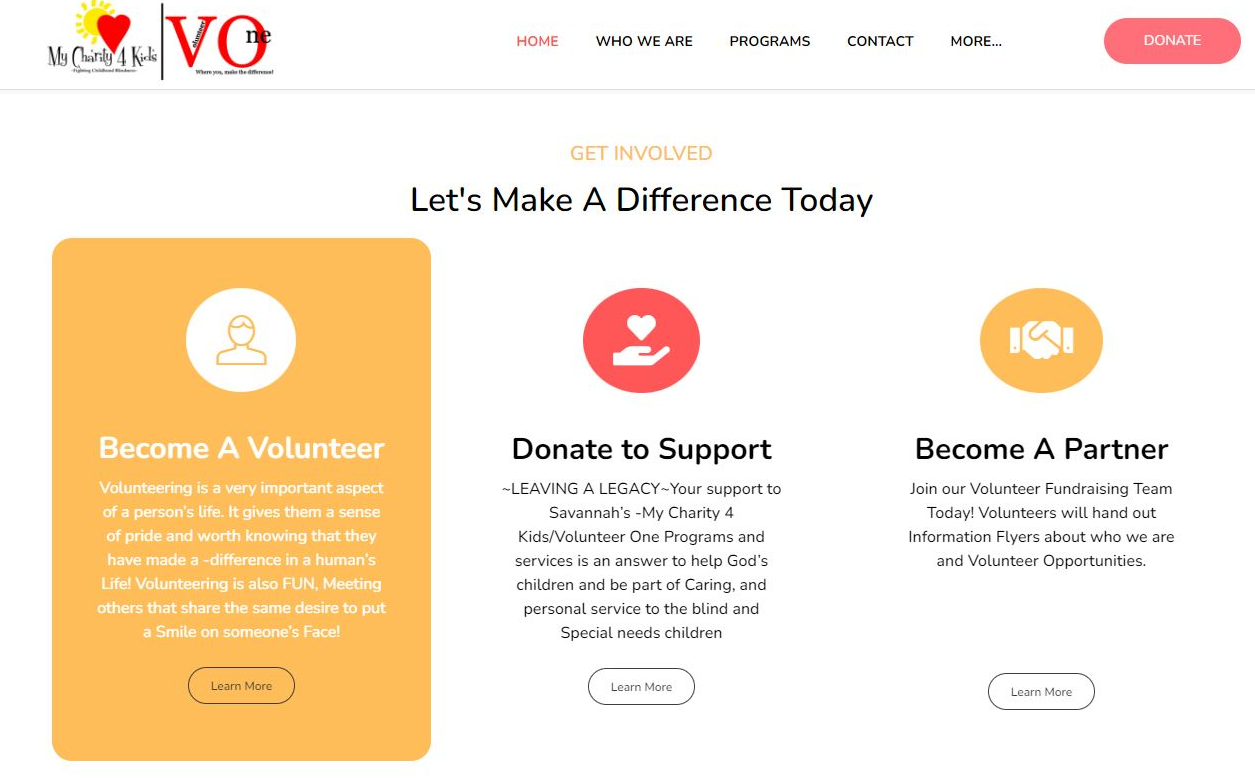 My Charity 4 Kid's
-Fighting Childhood Blindness-
Volunteer One
Where you, make the difference!
HOME
WHO WE ARE
PROGRAMS
CONTACT
MORE...
DONATE
GET INVOLVED
Let's Make A Difference Today
Become A Volunteer
Volunteering is a very important aspect
of a person's life. It gives them a sense
of pride and worth knowing that they
have made a -difference in a human's
Life! Volunteering is also FUN, Meeting
others that share the same desire to put
a Smile on someone's Face!
Learn More
Donate to Support
~LEAVING A LEGACY~Your support to
Savannah's -My Charity 4
Kids/Volunteer One Programs and
services is an answer to help God's
children and be part of Caring, and
personal service to the blind and
Special needs children
Learn More
Become A Partner
Join our Volunteer Fundraising Team
Today! Volunteers will hand out
Information Flyers about who we are
and Volunteer Opportunities.
Learn More